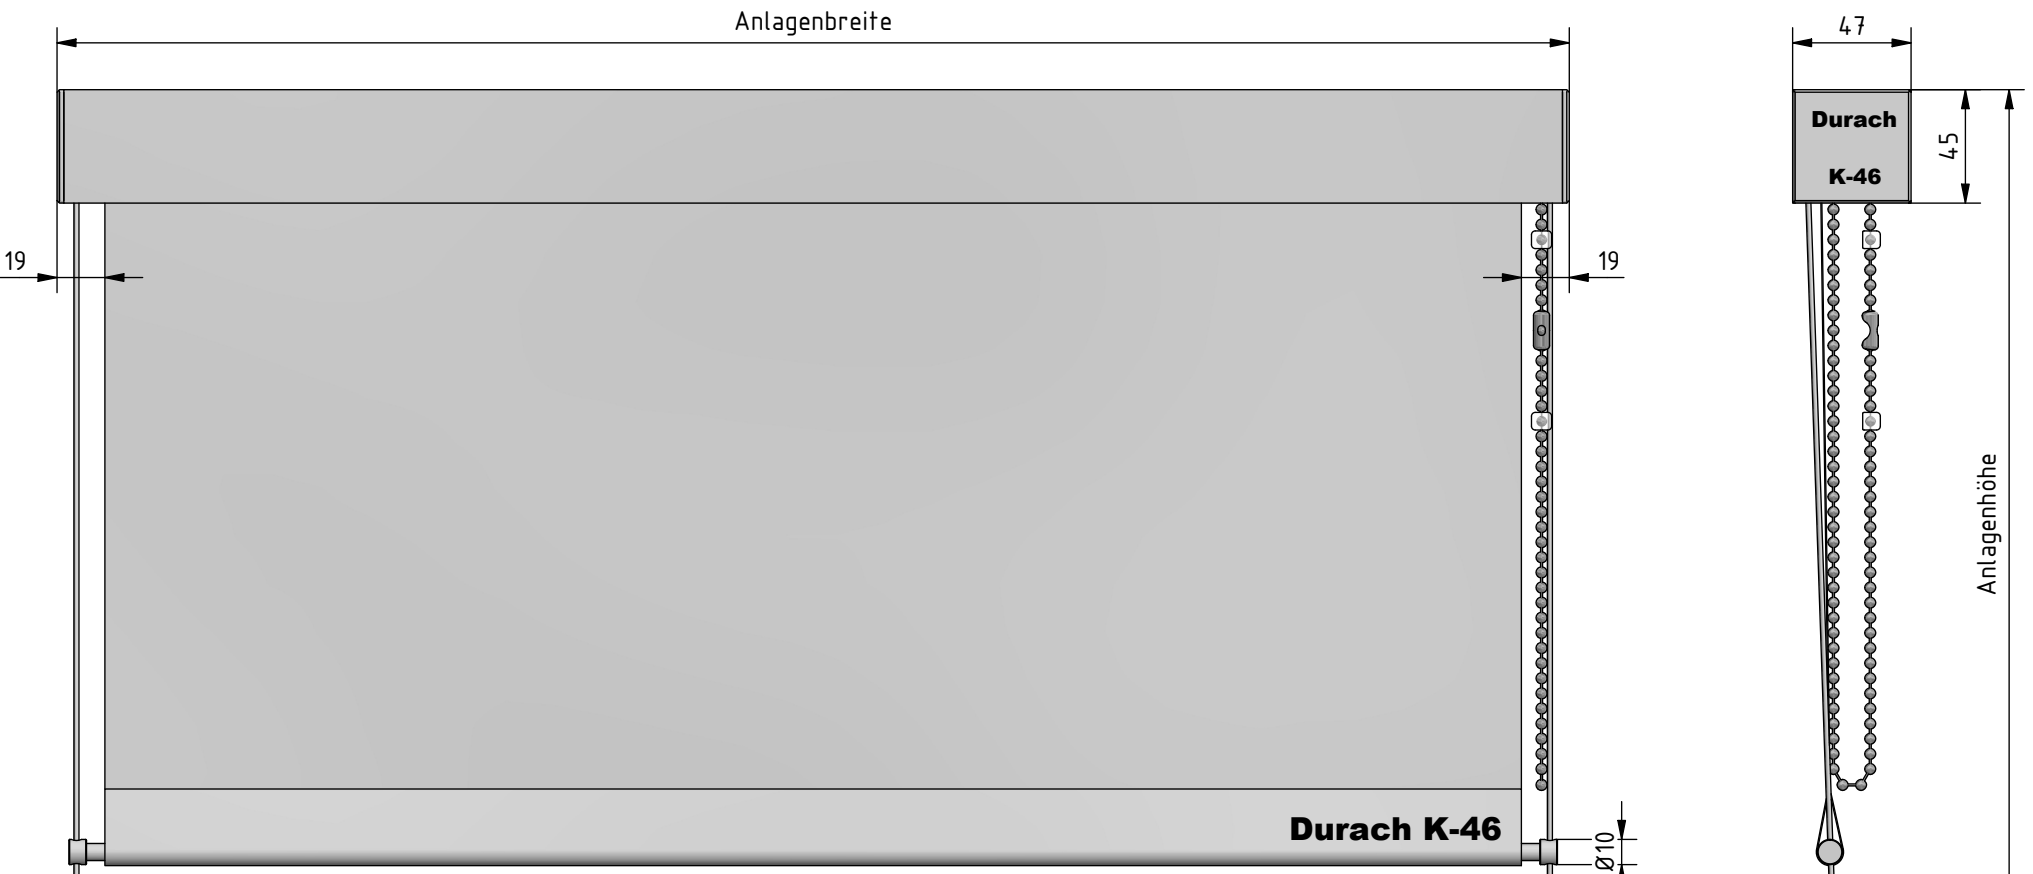 Anlagenbreite
47
Durach
K-46
45
19
19
Anlagenhöhe
Durach K-46
Ø10